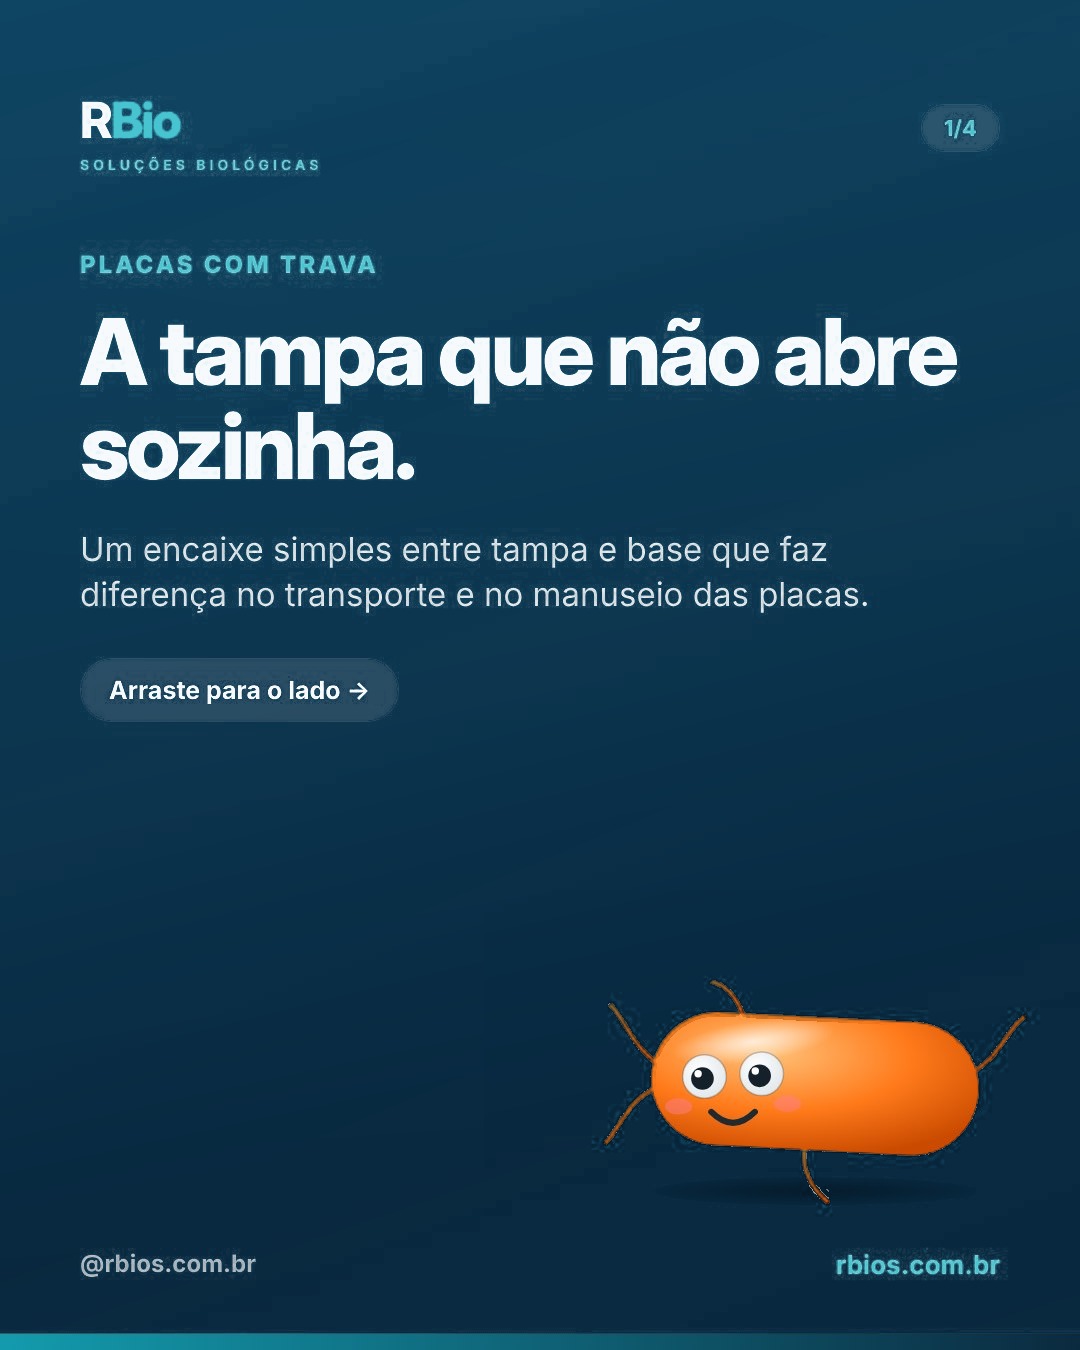 RBio
SOLUÇÕES BIOLÓGICAS
1/4
PLACAS COM TRAVA
A tampa que não abre
sozinha.
Um encaixe simples entre tampa e base que faz
diferença no transporte e no manuseio das placas.
Arraste para o lado →
@rbios.com.br
rbios.com.br